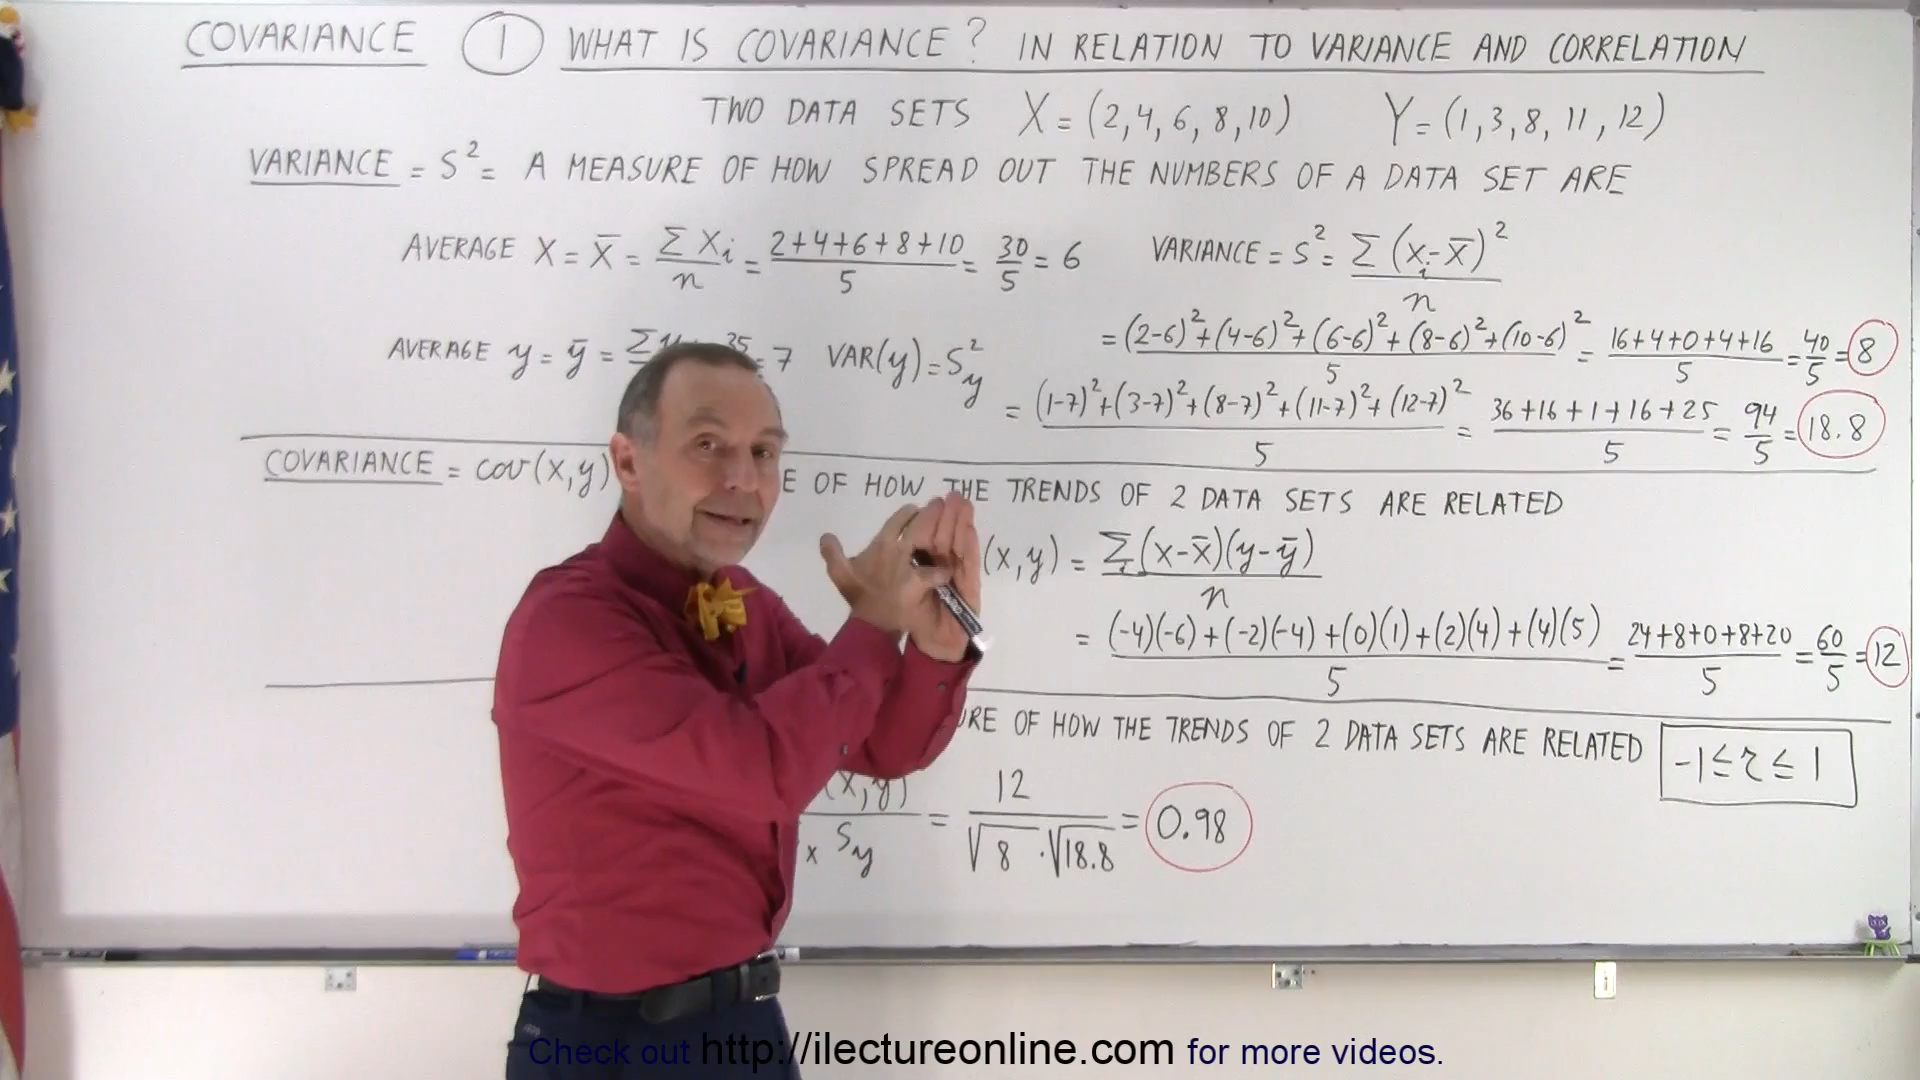 COVARIANCE ① WHAT IS COVARIANCE? IN RELATION TO VARIANCE AND CORRELATION
TWO DATA SETS X = (2,4,6,8,10) Y = (1,3,8,11,12)
VARIANCE = S² = A MEASURE OF HOW SPREAD OUT THE NUMBERS OF A DATA SET ARE
AVERAGE X = X̄ = ΣXi/n = (2+4+6+8+10)/5 = 30/5 = 6 VARIANCE = S² = Σ(xi-x̄)²/n
= ((2-6)²+(4-6)²+(6-6)²+(8-6)²+(10-6)²)/5 = (16+4+0+4+16)/5 = 40/5 = 8
AVERAGE y = ȳ = Σ 35 = 7 VAR(y) = S²y
= ((1-7)²+(3-7)²+(8-7)²+(11-7)²+(12-7)²)/5 = (36+16+1+16+25)/5 = 94/5 = 18.8
COVARIANCE = cov(x,y) OF HOW THE TRENDS OF 2 DATA SETS ARE RELATED
(x,y) = Σ(x-x̄)(y-ȳ)/n
= ((-4)(-6)+(-2)(-4)+(0)(1)+(2)(4)+(4)(5))/5 = (24+8+0+8+20)/5 = 60/5 = 12
OF HOW THE TRENDS OF 2 DATA SETS ARE RELATED -1≤r≤1
(x,y)/x Sy = 12/(√8·√18.8) = 0.98
Check out http://ilectureonline.com for more videos.